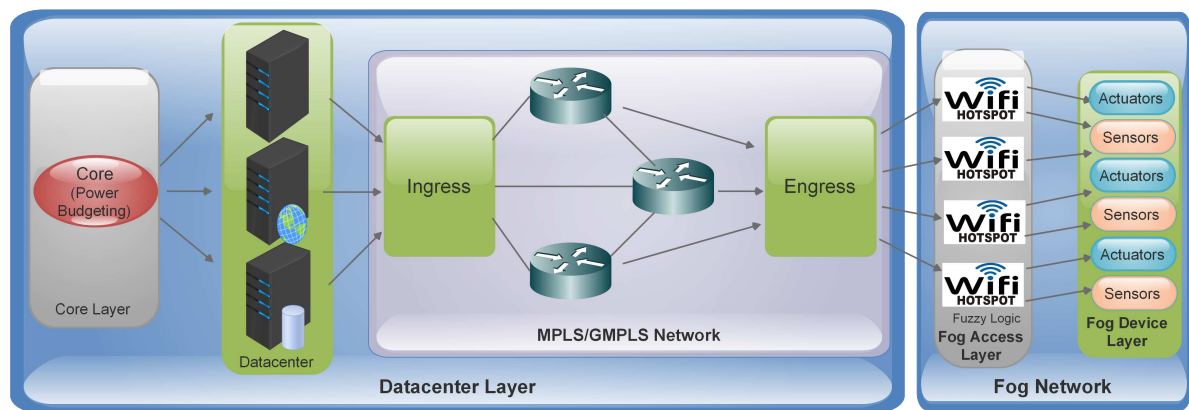 Core
(Power
Budgeting)
Core Layer
Datacenter
Ingress
MPLS/GMPLS Network
Engress
Datacenter Layer
Wifi
HOTSPOT
Wifi
HOTSPOT
Wifi
HOTSPOT
Wifi
HOTSPOT
Fuzzy Logic
Fog Access
Layer
Actuators
Sensors
Actuators
Sensors
Actuators
Sensors
Fog Device
Layer
Fog Network